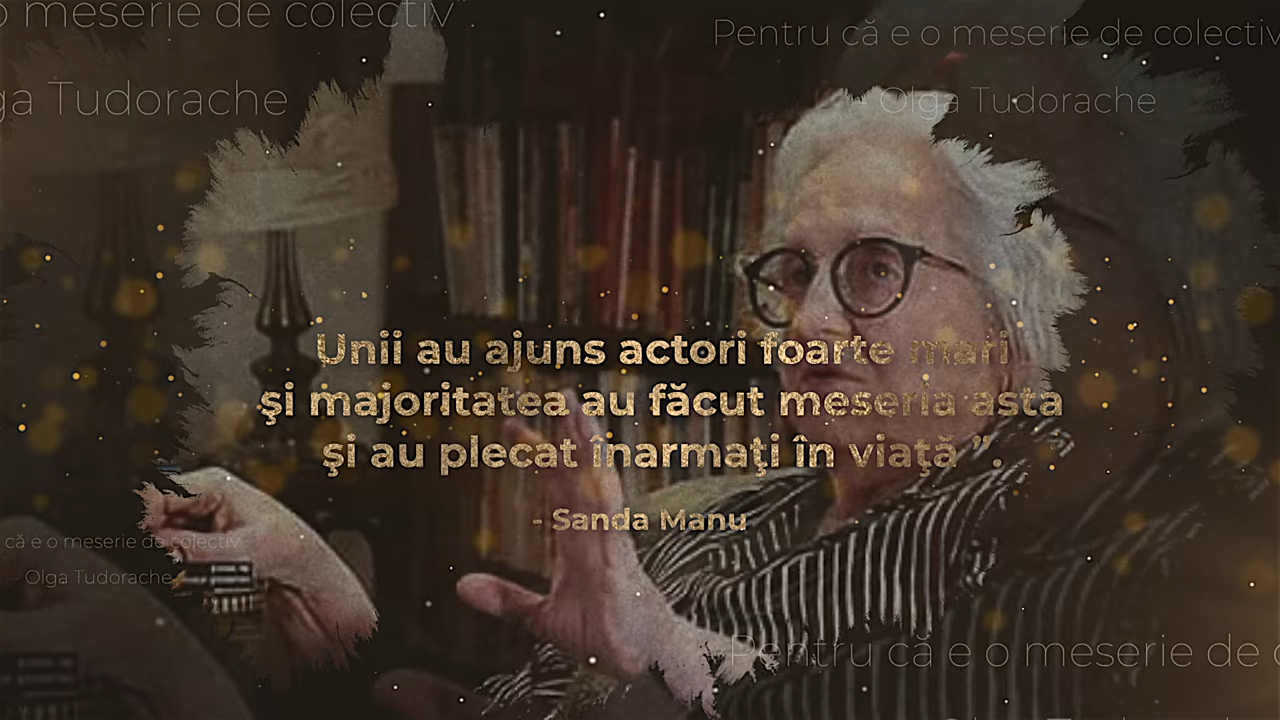 o meserie de colectiv”.
Pentru că e o meserie de colectiv
ga Tudorache
- Olga Tudorache
Unii au ajuns actori foarte mari
şi majoritatea au făcut meseria asta
şi au plecat înarmaţi în viaţă ”.
- Sanda Manu
că e o meserie de colectiv”
Olga Tudorache
Pentru că e o meserie de c
Olga Tudorache